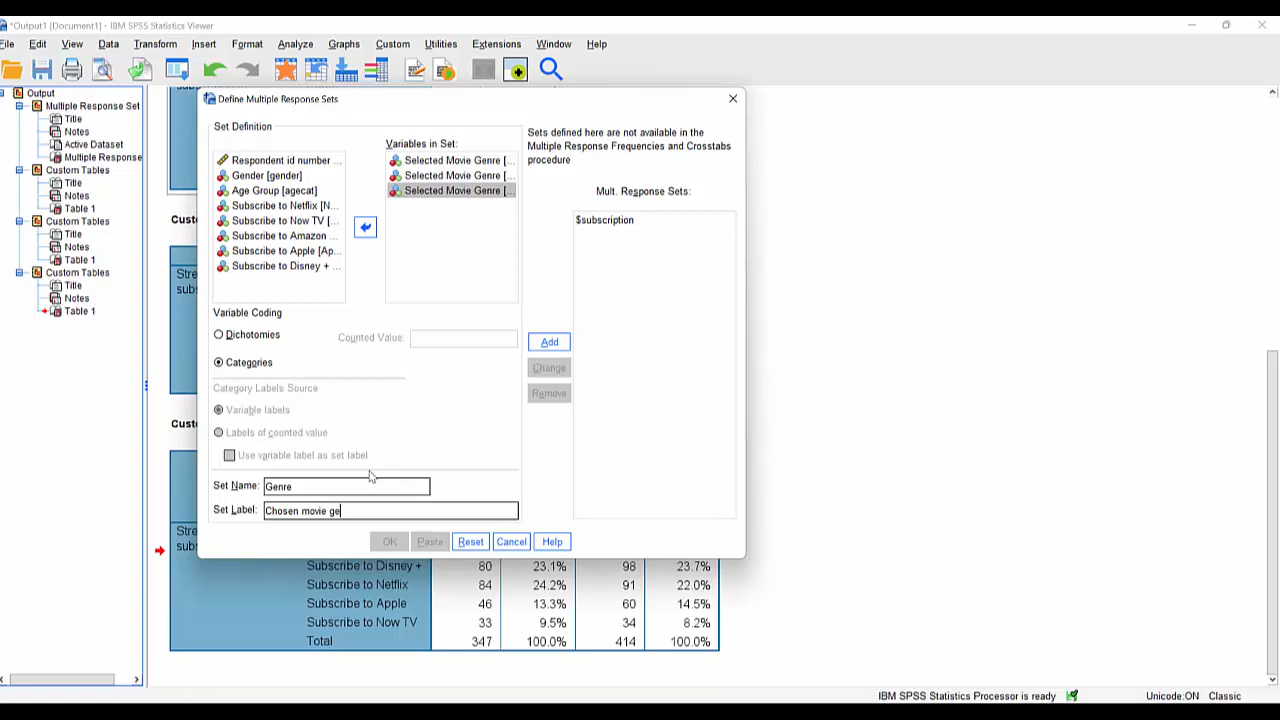 *Output1 [Document1] - IBM SPSS Statistics Viewer
File Edit View Data Transform Insert Format Analyze Graphs Custom Utilities Extensions Window Help
Output
Multiple Response Set
Title
Notes
Active Dataset
Multiple Response
Custom Tables
Title
Notes
Table 1
Custom Tables
Title
Notes
Table 1
Custom Tables
Title
Notes
Table 1
Cust
Stre
subs
Cust
Stre
subs
Define Multiple Response Sets
Set Definition
Variables in Set:
Respondent id number ...
Gender [gender]
Age Group [agecat]
Subscribe to Netflix [N...
Subscribe to Now TV [...
Subscribe to Amazon ...
Subscribe to Apple [Ap...
Subscribe to Disney + ...
Selected Movie Genre [...
Selected Movie Genre [...
Selected Movie Genre [...
Sets defined here are not available in the
Multiple Response Frequencies and Crosstabs
procedure
Mult. Response Sets:
$subscription
Variable Coding
Dichotomies
Counted Value:
Categories
Category Labels Source
Variable labels
Labels of counted value
Use variable label as set label
Set Name: Genre
Set Label: Chosen movie ge
Add
Change
Remove
OK Paste Reset Cancel Help
Subscribe to Disney + 80 23.1% 98 23.7%
Subscribe to Netflix 84 24.2% 91 22.0%
Subscribe to Apple 46 13.3% 60 14.5%
Subscribe to Now TV 33 9.5% 34 8.2%
Total 347 100.0% 414 100.0%
IBM SPSS Statistics Processor is ready Unicode:ON Classic